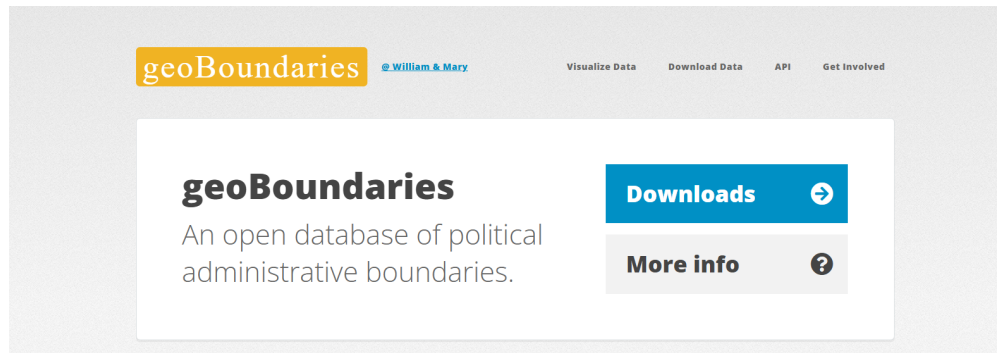 geoBoundaries @ William & Mary Visualize Data Download Data API Get Involved
geoBoundaries
An open database of political
administrative boundaries.
Downloads
More info